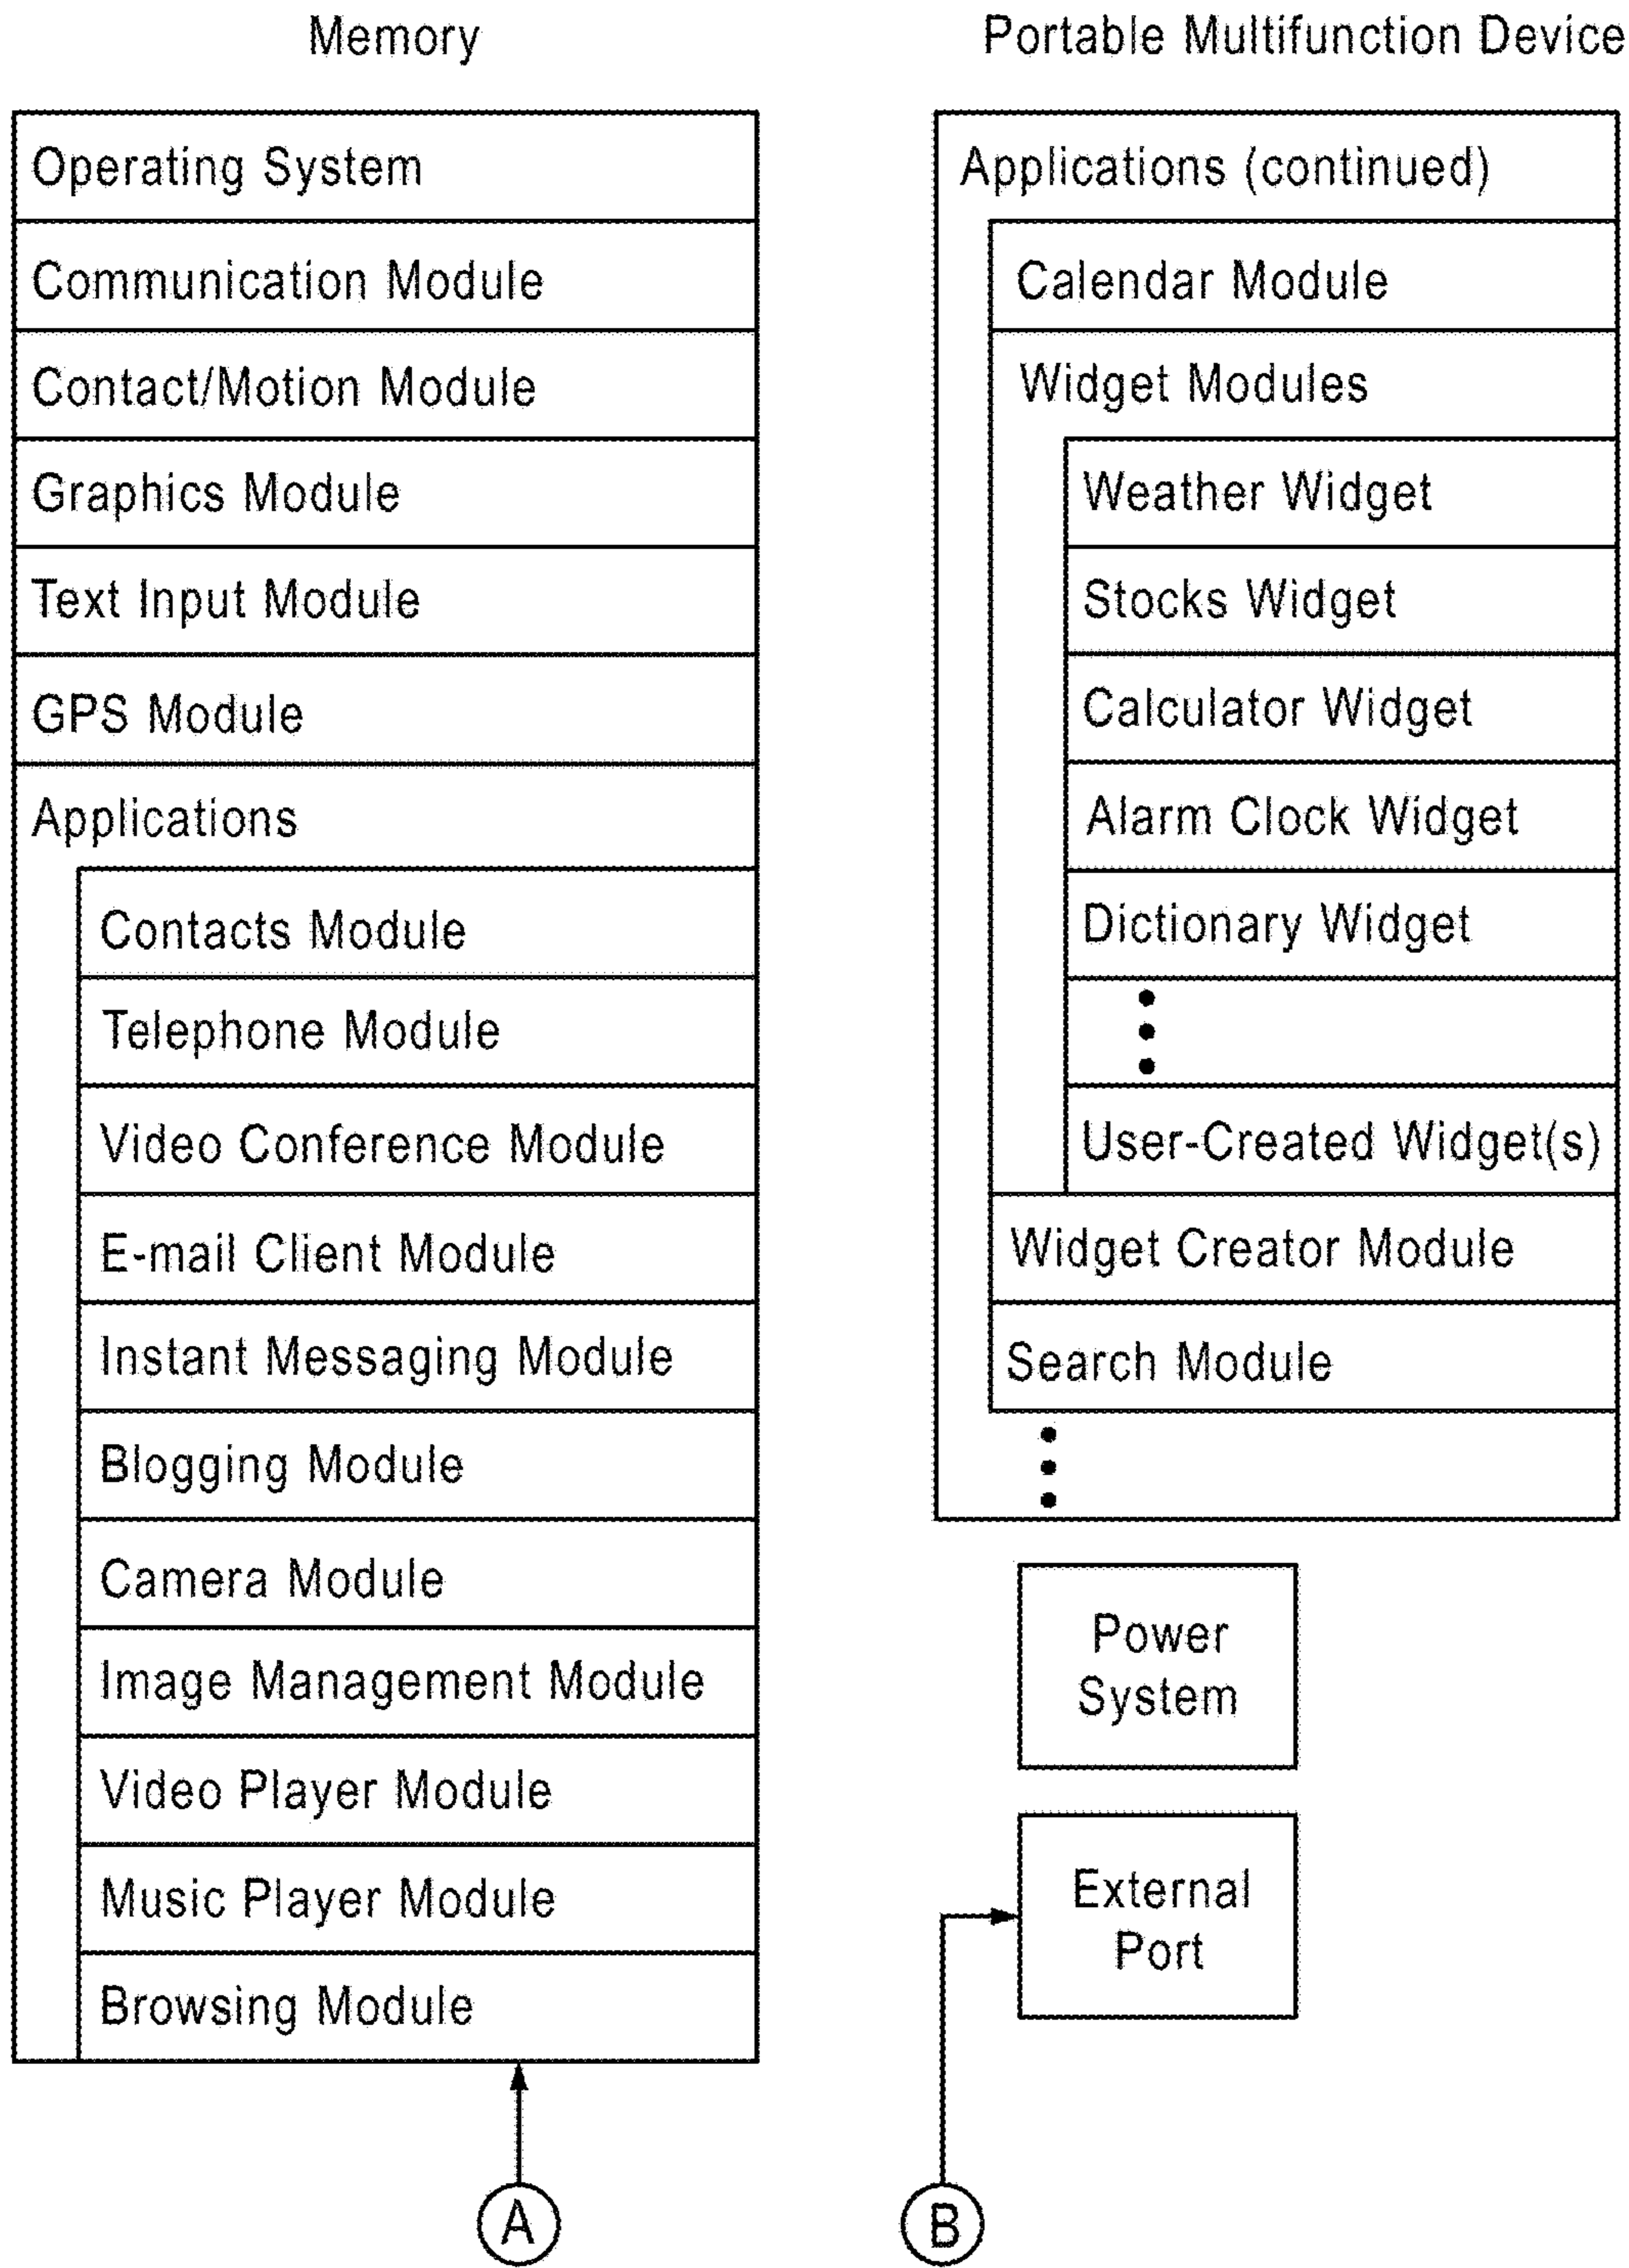 Memory
Operating System
Communication Module
Contact/Motion Module
Graphics Module
Text Input Module
GPS Module
Applications
Contacts Module
Telephone Module
Video Conference Module
E-mail Client Module
Instant Messaging Module
Blogging Module
Camera Module
Image Management Module
Video Player Module
Music Player Module
Browsing Module
A
Portable Multifunction Device
Applications (continued)
Calendar Module
Widget Modules
Weather Widget
Stocks Widget
Calculator Widget
Alarm Clock Widget
Dictionary Widget
User-Created Widget(s)
Widget Creator Module
Search Module
Power
System
External
Port
B